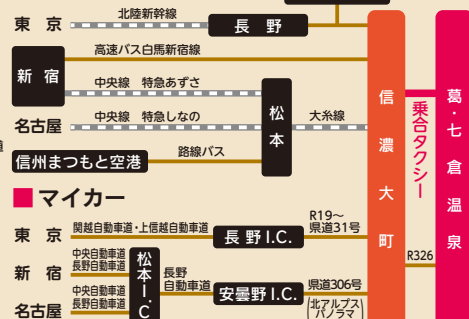 北陸新幹線
東 京
長 野
高速バス白馬新宿線
新 宿
中央線 特急あずさ
中央線 特急しなの
名古屋
松本
大糸線
路線バス
信州まつもと空港
信濃大町
乗合タクシー
葛・七倉温泉
■マイカー
東 京
関越自動車道・上信越自動車道
長野I.C.
R19～
県道31号
R326
新 宿
中央自動車道
長野自動車道
松本I.C
長野
自動車道
安曇野I.C.
県道306号
(北アルプス
パノラマ
名古屋
中央自動車道
長野自動車道